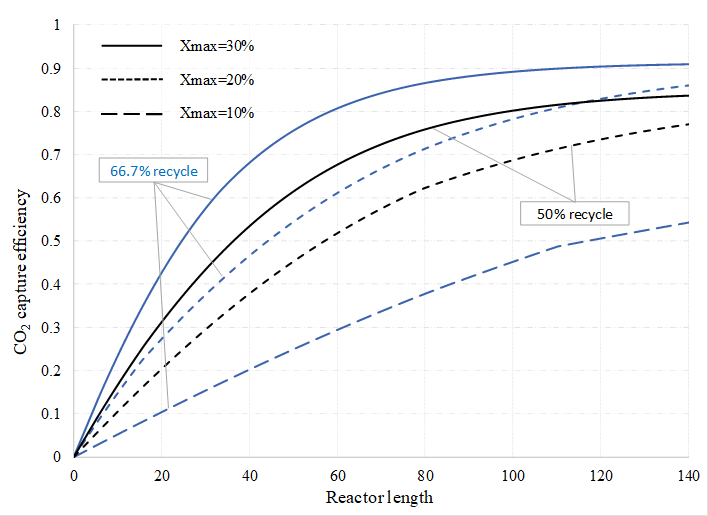 1
0.9
0.8
0.7
0.6
0.5
0.4
0.3
0.2
0.1
0
CO2 capture efficiency
Xmax=30%
Xmax=20%
Xmax=10%
66.7% recycle
50% recycle
0 20 40 60 80 100 120 140
Reactor length